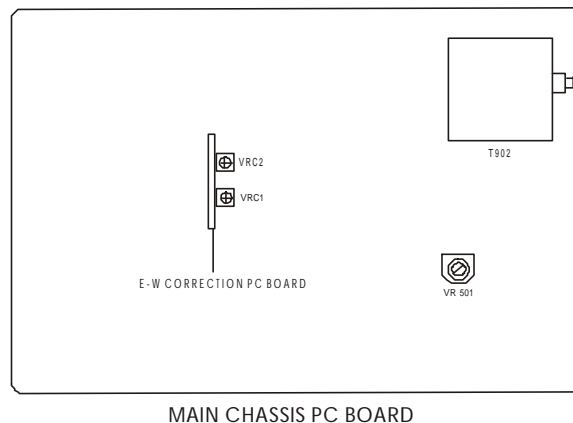 T902
VRC2
VRC1
E-W CORRECTION PC BOARD
VR 501
MAIN CHASSIS PC BOARD